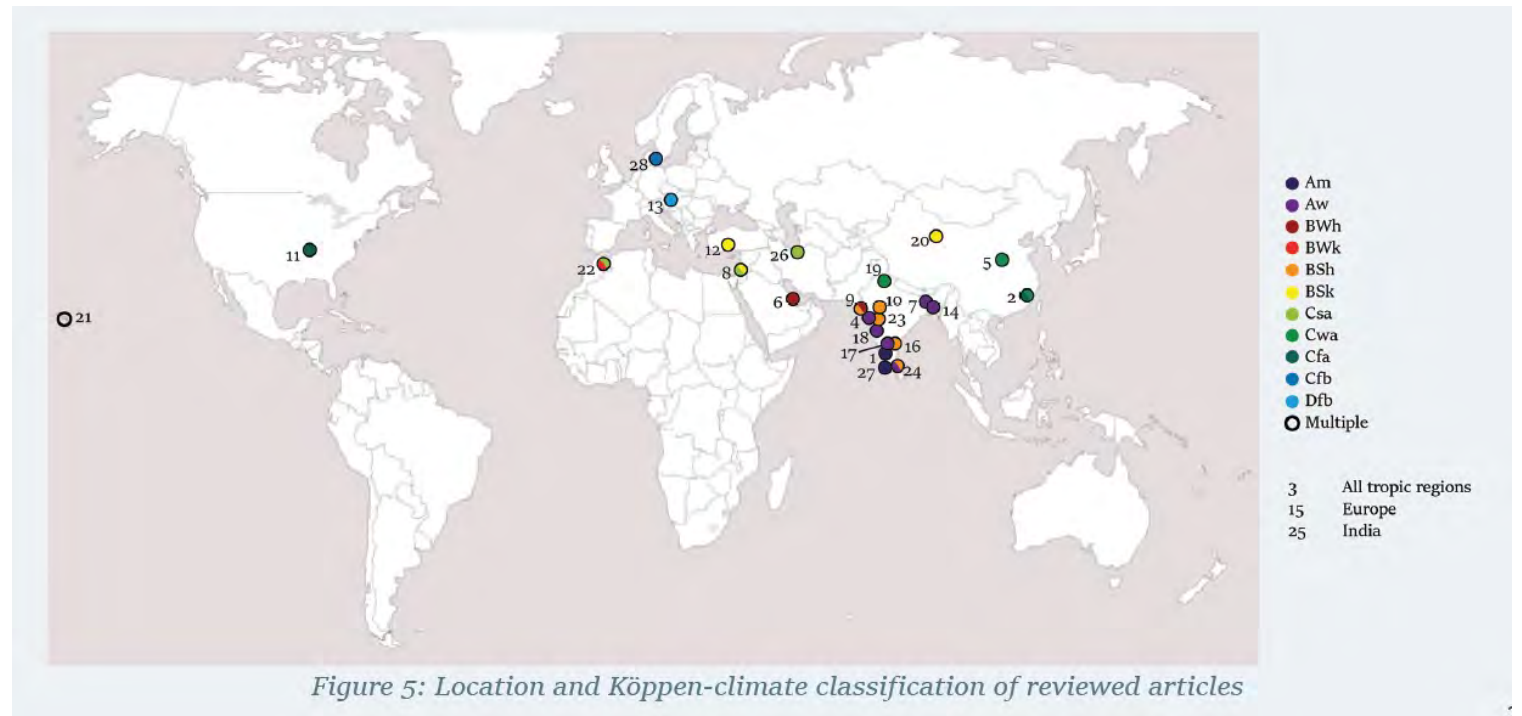 28
13
12
20
11
26
5
22
8
19
6
9
10
7
2
14
21
4
23
18
17
16
1
27
24
Am
Aw
BWh
BWk
BSh
BSk
Csa
Cwa
Cfa
Cfb
Dfb
Multiple
3 All tropic regions
15 Europe
25 India
Figure 5: Location and Köppen-climate classification of reviewed articles